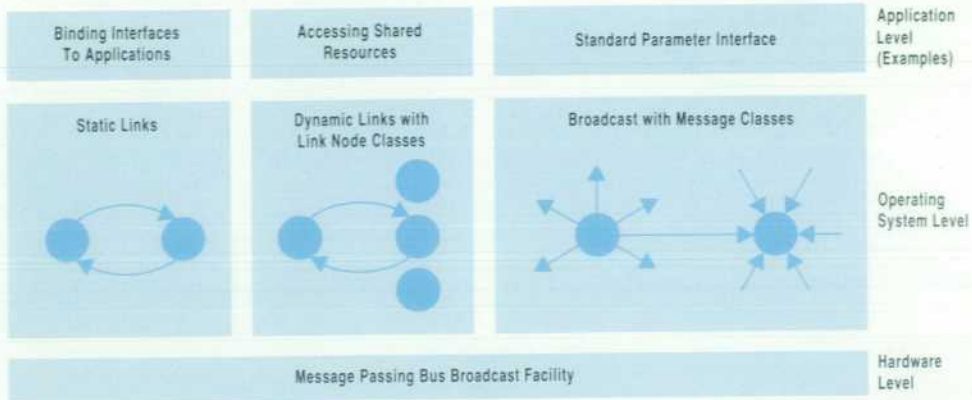 Binding Interfaces
To Applications
Accessing Shared
Resources
Standard Parameter Interface
Application
Level
(Examples)
Static Links
Dynamic Links with
Link Node Classes
Broadcast with Message Classes
Operating
System Level
Message Passing Bus Broadcast Facility
Hardware
Level